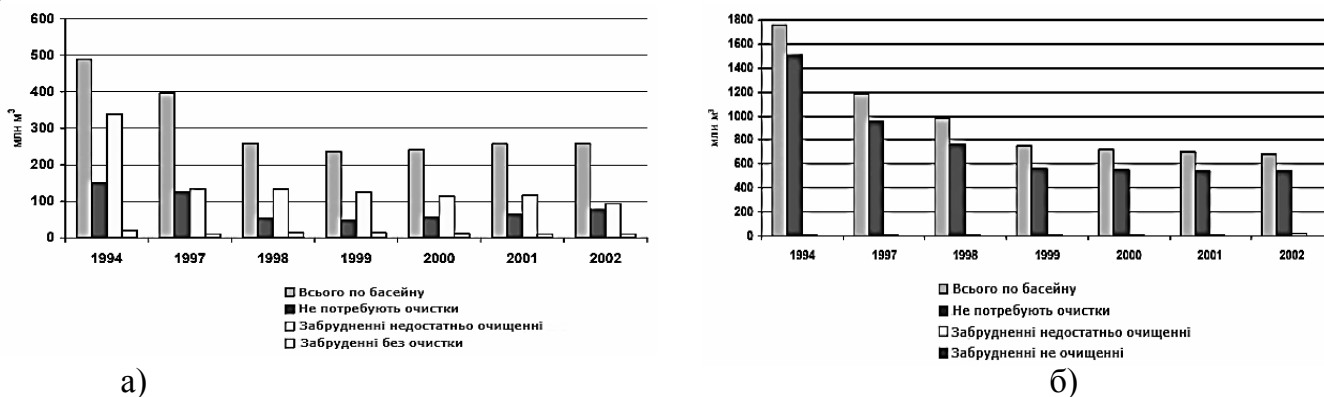 600
500
400
300
200
100
0
млн м³
1994 1997 1998 1999 2000 2001 2002
Всього по басейну
Не потребують очистки
Забрудненні недостатньо очищенні
Забруденні без очистки
а)
1800
1600
1400
1200
1000
800
600
400
200
0
млн м³
1994 1997 1998 1999 2000 2001 2002
Всього по басейну
Не потребують очистки
Забрудненні недостатньо очищенні
Забрудненні не очищенні
б)